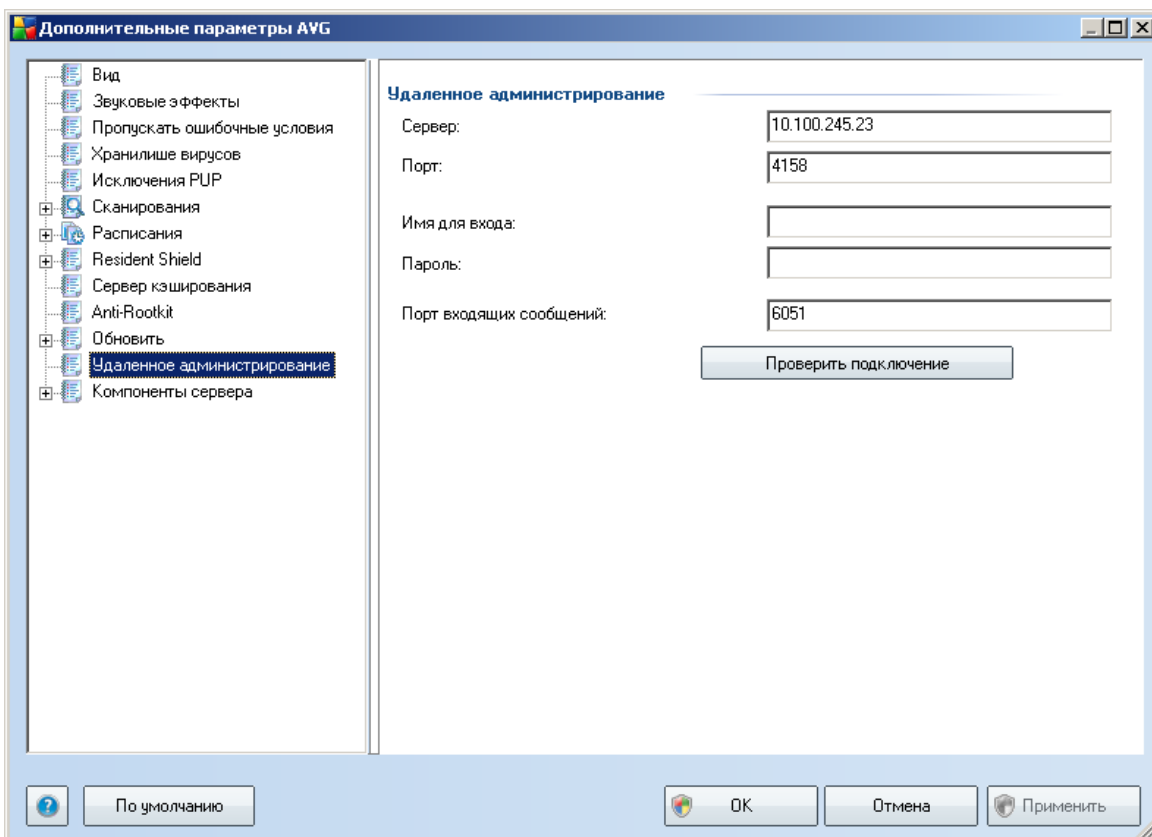 Дополнительные параметры AVG
Вид
Звуковые эффекты
Пропускать ошибочные условия
Хранилише вирусов
Исключения PUP
Сканирования
Расписания
Resident Shield
Сервер кэширования
Anti-Rootkit
Обновить
Удаленное администрирование
Компоненты сервера
Удаленное администрирование
Сервер: 10.100.245.23
Порт: 4158
Имя для входа:
Пароль:
Порт входящих сообщений: 6051
Проверить подключение
По умолчанию
OK
Отмена
Применить